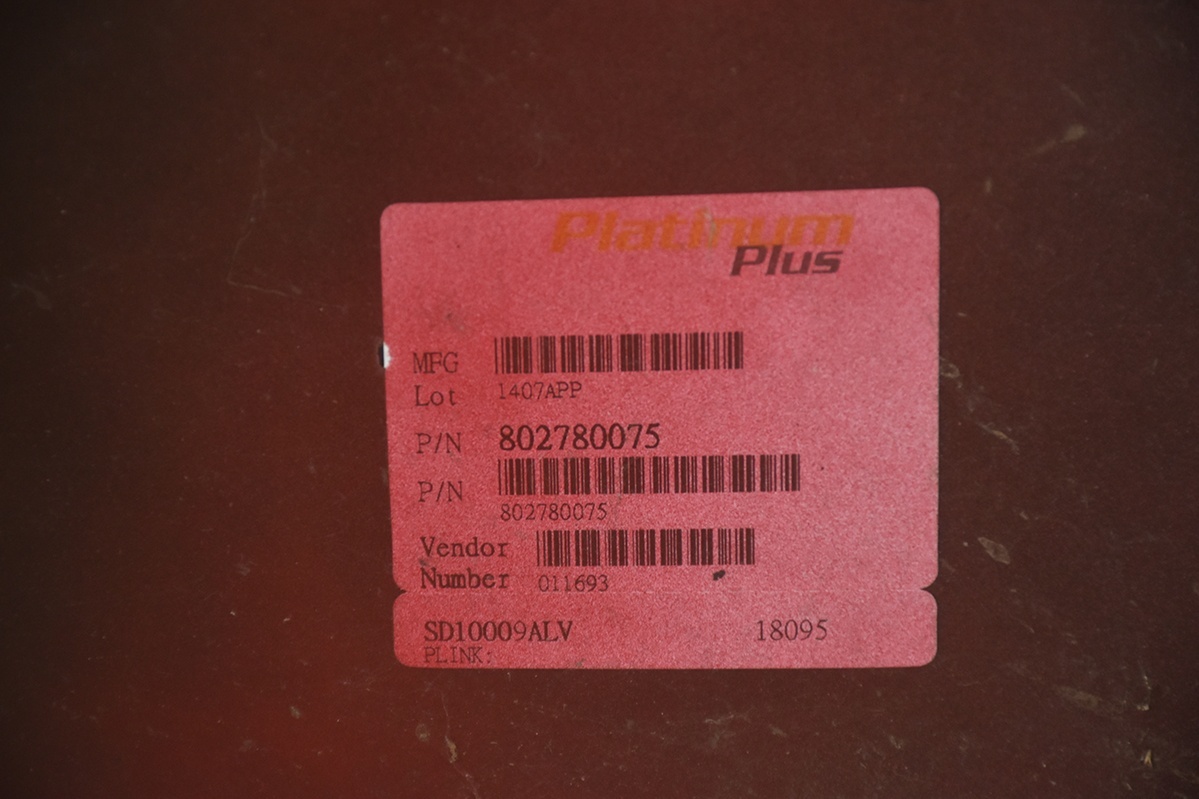 Platinum
Plus
MFG
Lot 1407APP
P/N 802780075
P/N
802780075
Vendor
Number 011693
SD10009ALV 18095
PLINK: